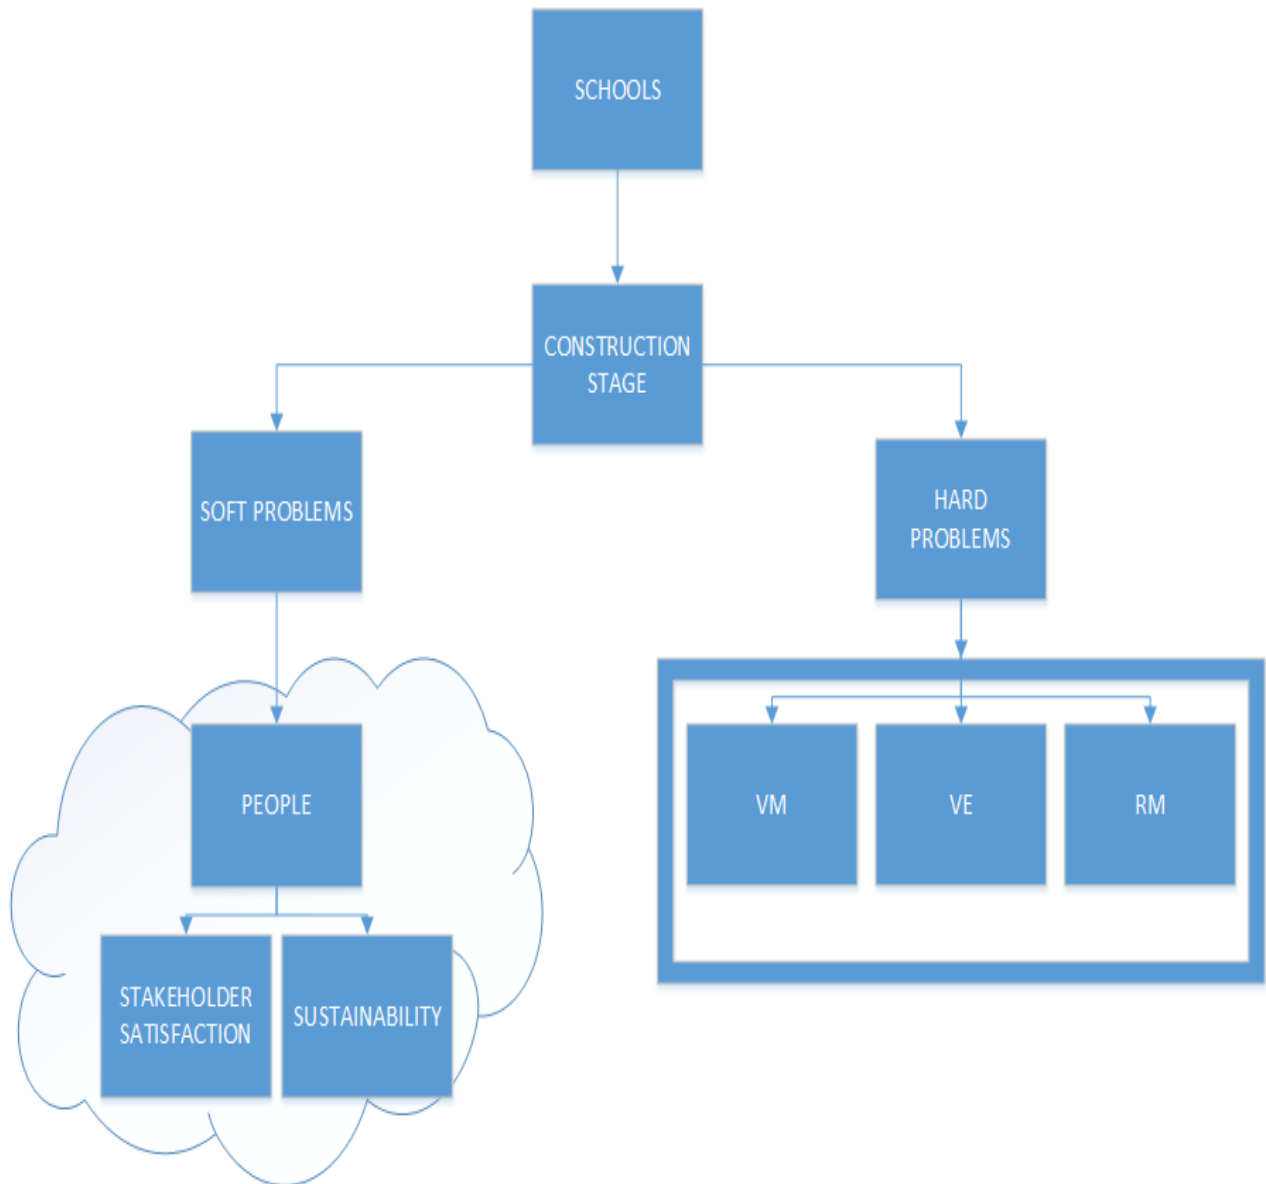 SCHOOLS
CONSTRUCTION
STAGE
SOFT PROBLEMS
HARD
PROBLEMS
PEOPLE
VM
VE
RM
STAKEHOLDER
SATISFACTION
SUSTAINABILITY